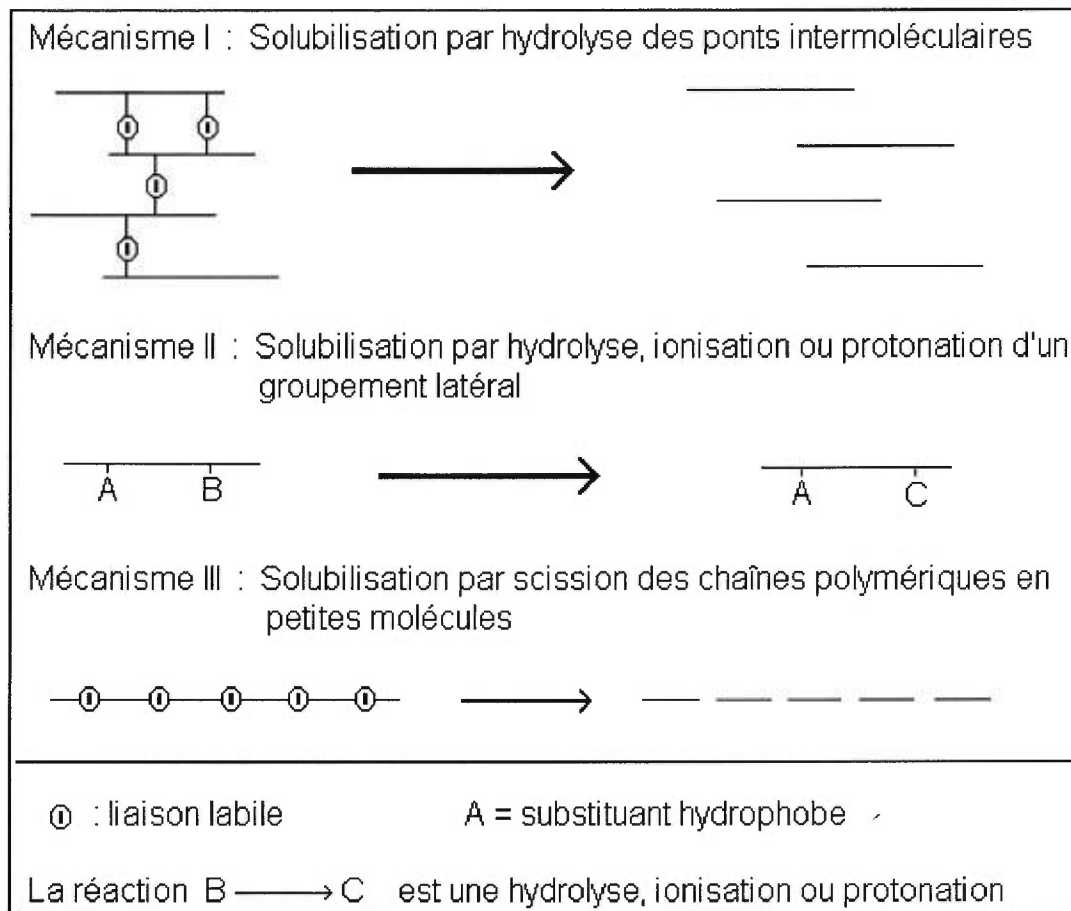 Mécanisme I : Solubilisation par hydrolyse des ponts intermoléculaires
Mécanisme II : Solubilisation par hydrolyse, ionisation ou protonation d'un
groupement latéral
A B A C
Mécanisme III : Solubilisation par scission des chaînes polymériques en
petites molécules
: liaison labile A = substituant hydrophobe
La réaction B → C est une hydrolyse, ionisation ou protonation